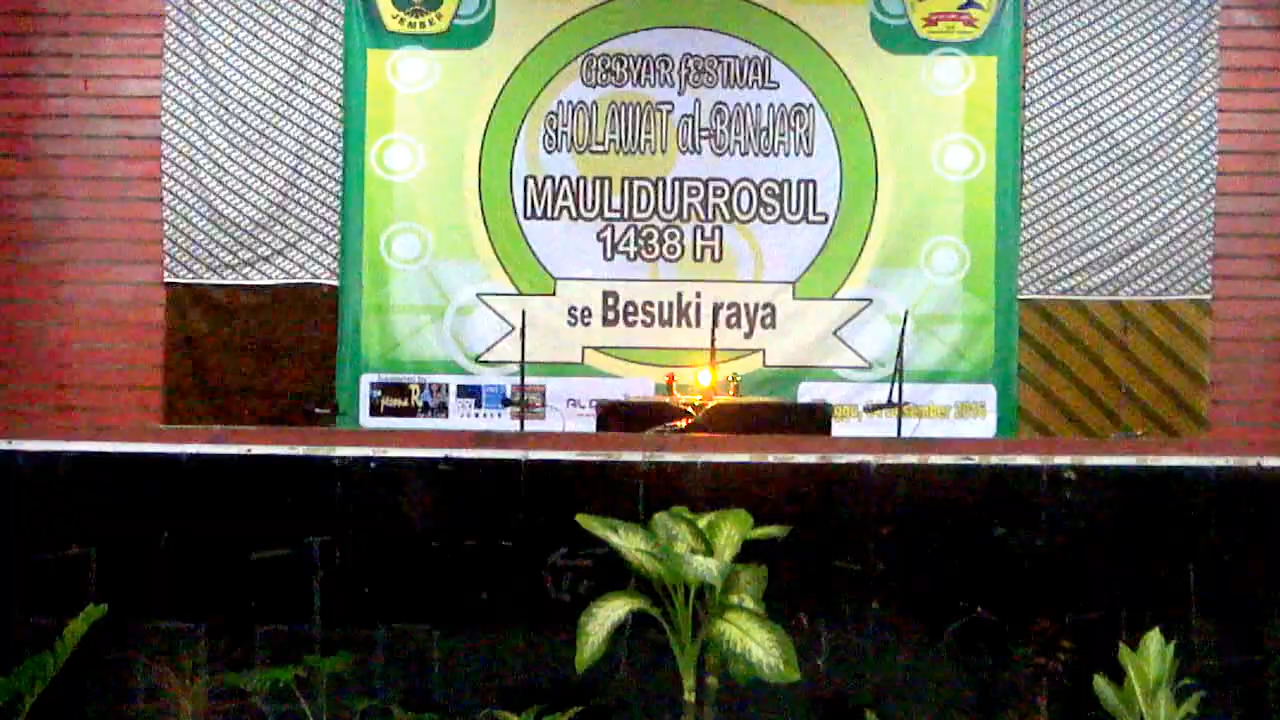 JEMBER
GEBYAR FESTIVAL
SHOLAWAT al-BANJARI
MAULIDURROSUL
1438 H
se Besuki raya